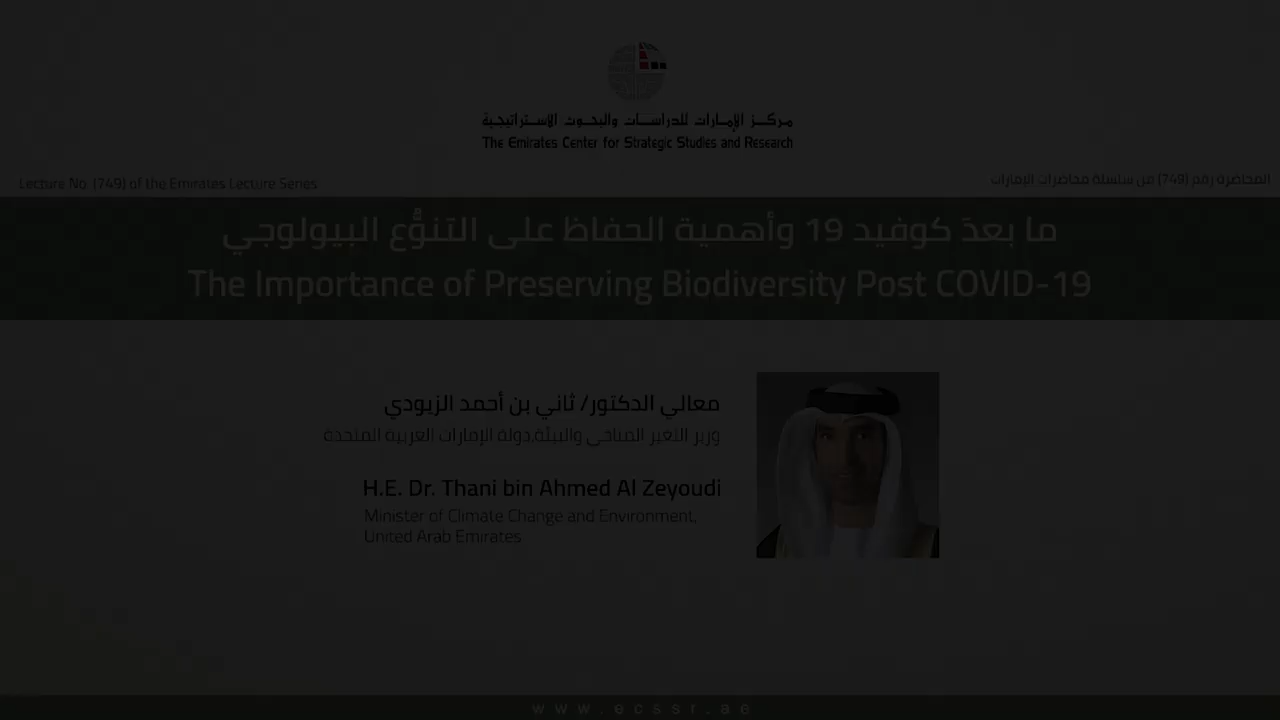 مركز الإمارات للدراسات والبحوث الاستراتيجية
The Emirates Center for Strategic Studies and Research
المحاضرة رقم (749) من سلسلة محاضرات الإمارات
Lecture No. (749) of the Emirates Lecture Series
ما بعدَ كوفيد 19 وأهمية الحفاظ على التنوُّع البيولوجي
The Importance of Preserving Biodiversity Post COVID-19
معالي الدكتور/ ثاني بن أحمد الزيودي
وزير التغير المناخي والبيئة,دولة الإمارات العربية المتحدة
H.E. Dr. Thani bin Ahmed Al Zeyoudi
Minister of Climate Change and Environment,
United Arab Emirates
www.ecssr.ae